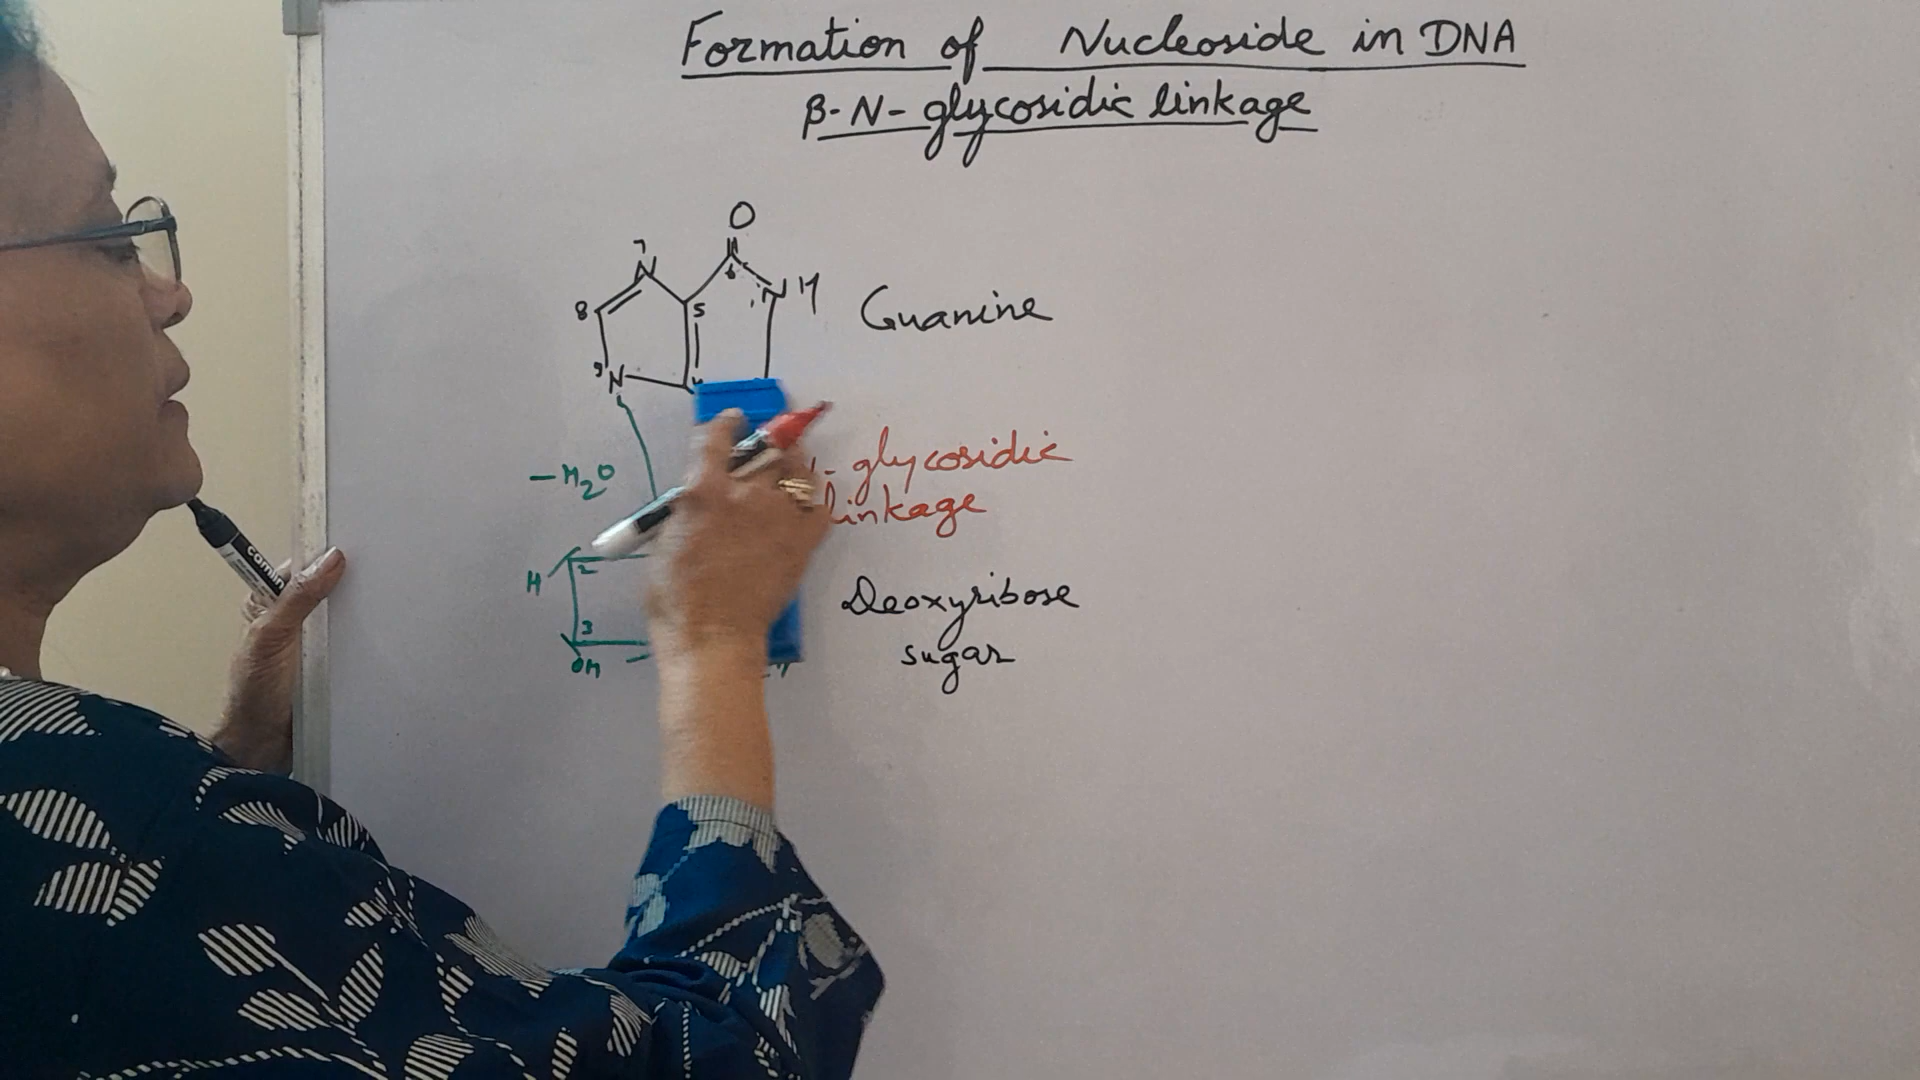 Formation of Nucleoside in DNA
β-N-glycosidic linkage
O
7
N
6
8
5
1
N H
Guanine
9
N
- glycosidic
-H2O
linkage
H
2
Deoxyribose
3
OH
sugar
comlin